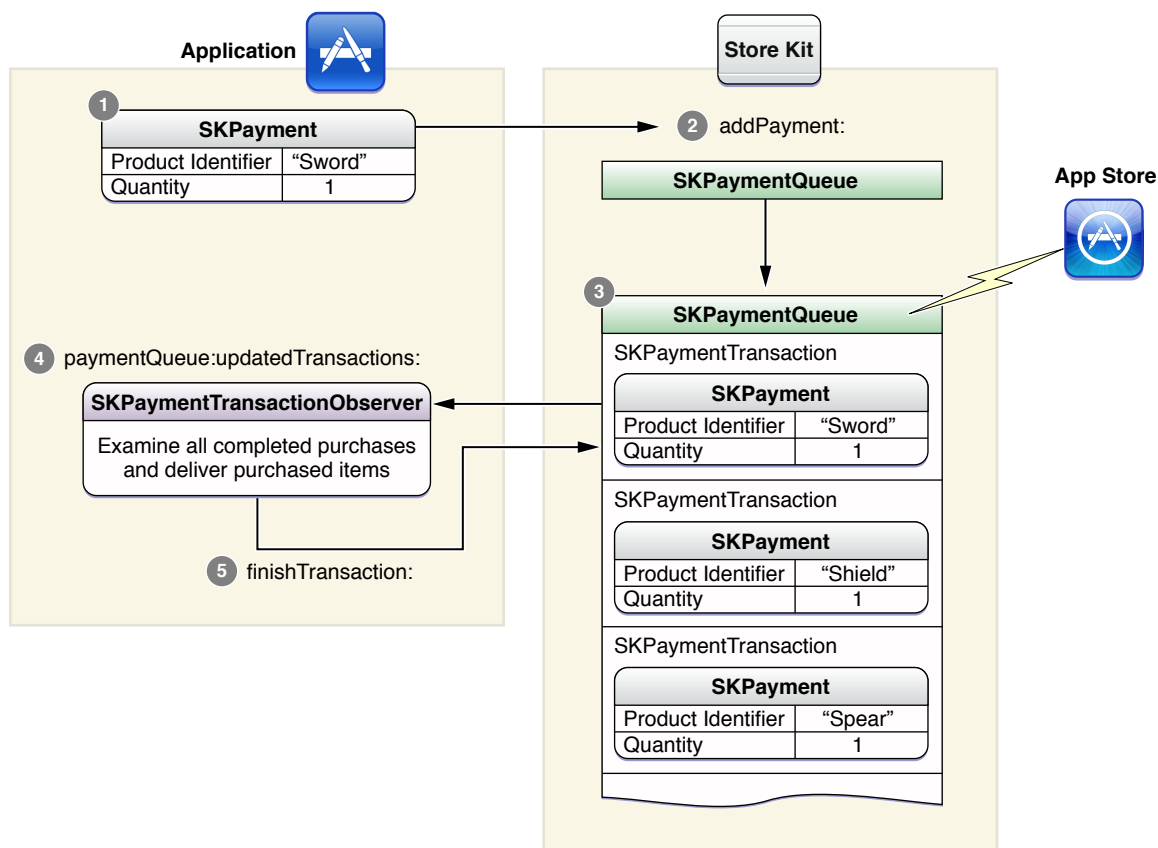 Application
Store Kit
1
SKPayment
Product Identifier “Sword”
Quantity 1
2 addPayment:
SKPaymentQueue
App Store
3
SKPaymentQueue
SKPaymentTransaction
SKPayment
Product Identifier “Sword”
Quantity 1
4 paymentQueue:updatedTransactions:
SKPaymentTransactionObserver
Examine all completed purchases
and deliver purchased items
5 finishTransaction:
SKPaymentTransaction
SKPayment
Product Identifier “Shield”
Quantity 1
SKPaymentTransaction
SKPayment
Product Identifier “Spear”
Quantity 1